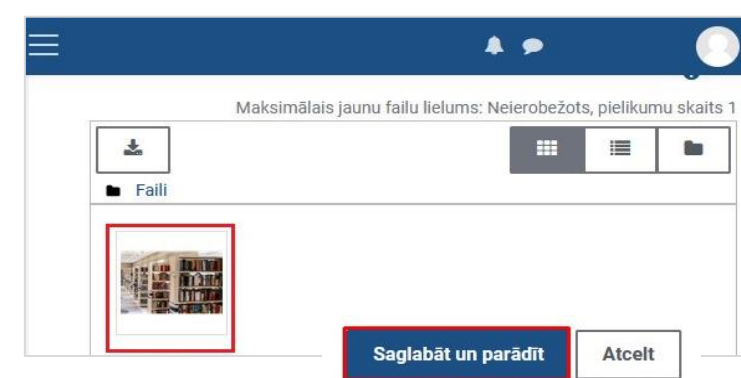 Maksimālais jaunu failu lielums: Neierobežots, pielikumu skaits 1
Faili
Saglabāt un parādīt
Atcelt